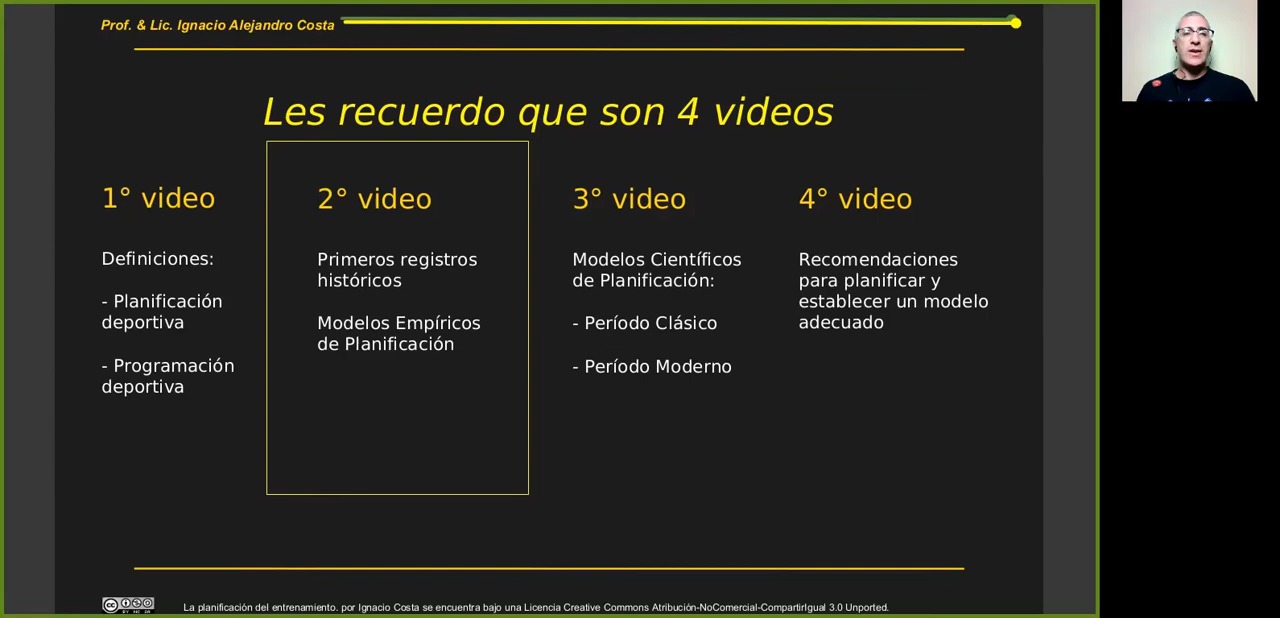 Prof. & Lic. Ignacio Alejandro Costa
Les recuerdo que son 4 videos
1° video
Definiciones:
- Planificación
deportiva
- Programación
deportiva
2° video
Primeros registros
históricos
Modelos Empíricos
de Planificación
3° video
Modelos Científicos
de Planificación:
- Período Clásico
- Período Moderno
4° video
Recomendaciones
para planificar y
establecer un modelo
adecuado
La planificación del entrenamiento. por Ignacio Costa se encuentra bajo una Licencia Creative Commons Atribución-NoComercial-CompartirIgual 3.0 Unported.